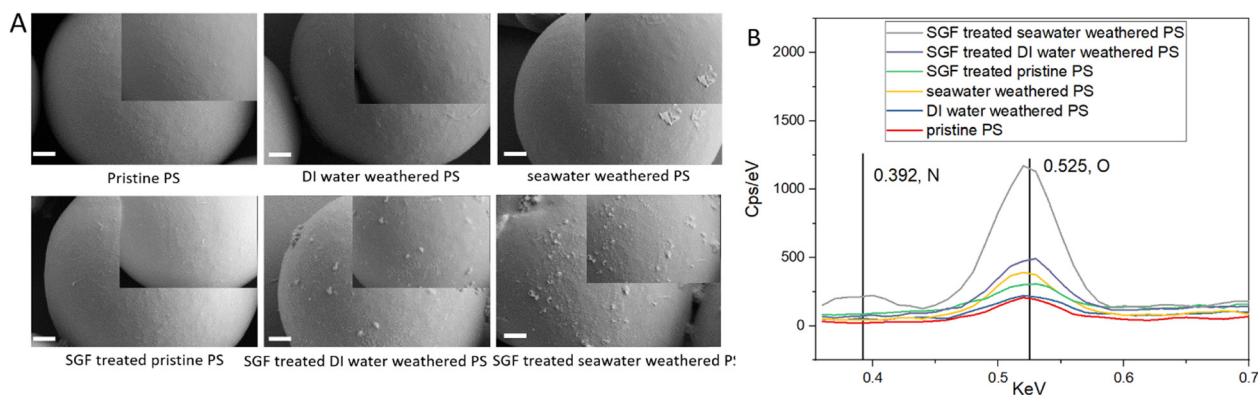 A
Pristine PS
DI water weathered PS
seawater weathered PS
SGF treated pristine PS
SGF treated DI water weathered PS
SGF treated seawater weathered PS
B
SGF treated seawater weathered PS
SGF treated DI water weathered PS
SGF treated pristine PS
seawater weathered PS
DI water weathered PS
pristine PS
0.392, N
0.525, O
Cps/eV
2000
1500
1000
500
0
0.4
0.5
0.6
0.7
KeV